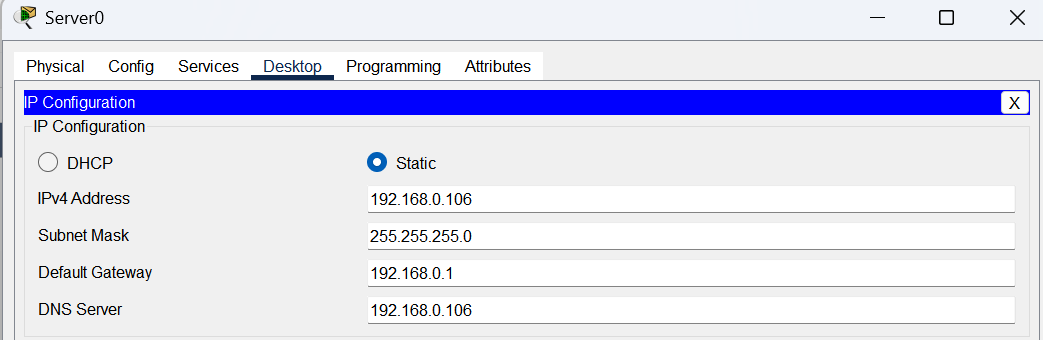 Server0
Physical Config Services Desktop Programming Attributes
IP Configuration X
IP Configuration
DHCP Static
IPv4 Address 192.168.0.106
Subnet Mask 255.255.255.0
Default Gateway 192.168.0.1
DNS Server 192.168.0.106